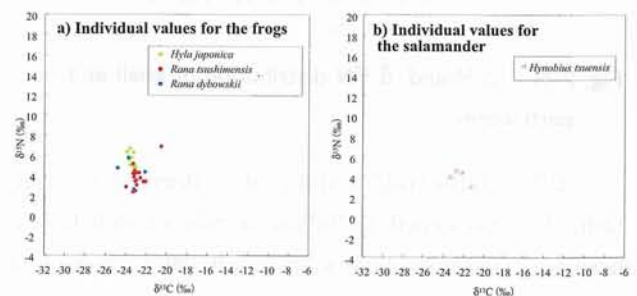 a) Individual values for the frogs
Hyla japonica
Rana tsushimensis
Rana dybowskii
δ¹⁵N (‰)
20
18
16
14
12
10
8
6
4
2
0
-2
-4
-32 -30 -28 -26 -24 -22 -20 -18 -16 -14 -12 -10 -8 -6
δ¹³C (‰)
b) Individual values for
the salamander
Hynobius tsuensis
δ¹⁵N (‰)
20
18
16
14
12
10
8
6
4
2
0
-2
-4
-32 -30 -28 -26 -24 -22 -20 -18 -16 -14 -12 -10 -8 -6
δ¹³C (‰)